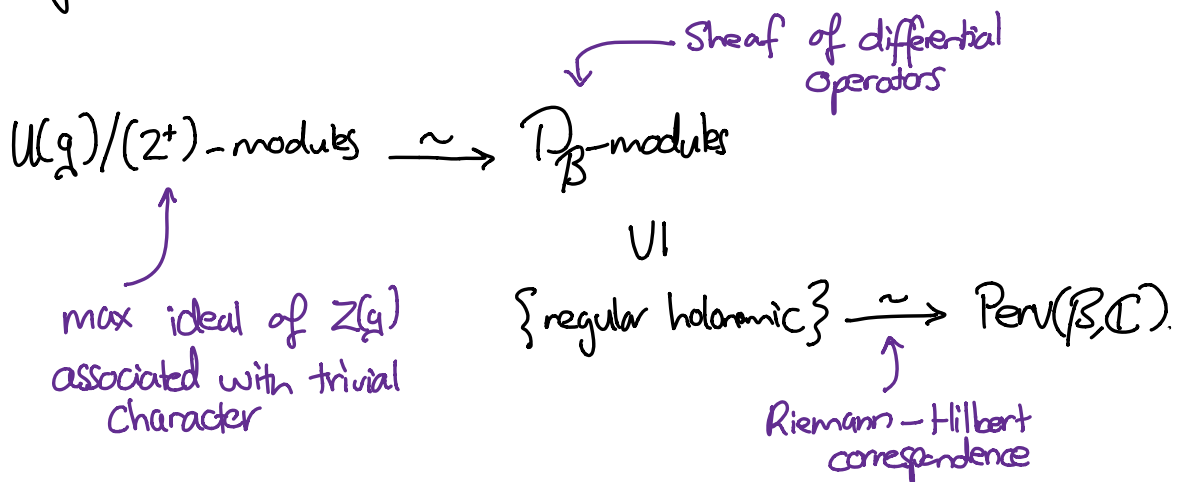 Sheaf of differential
operators
U(g)/(Z⁺)-modules ⥲ D_B-modules
∪|
max ideal of Z(g)
associated with trivial
character
{regular holonomic} ⥲ Perv(B, ℂ).
Riemann-Hilbert
correspondence